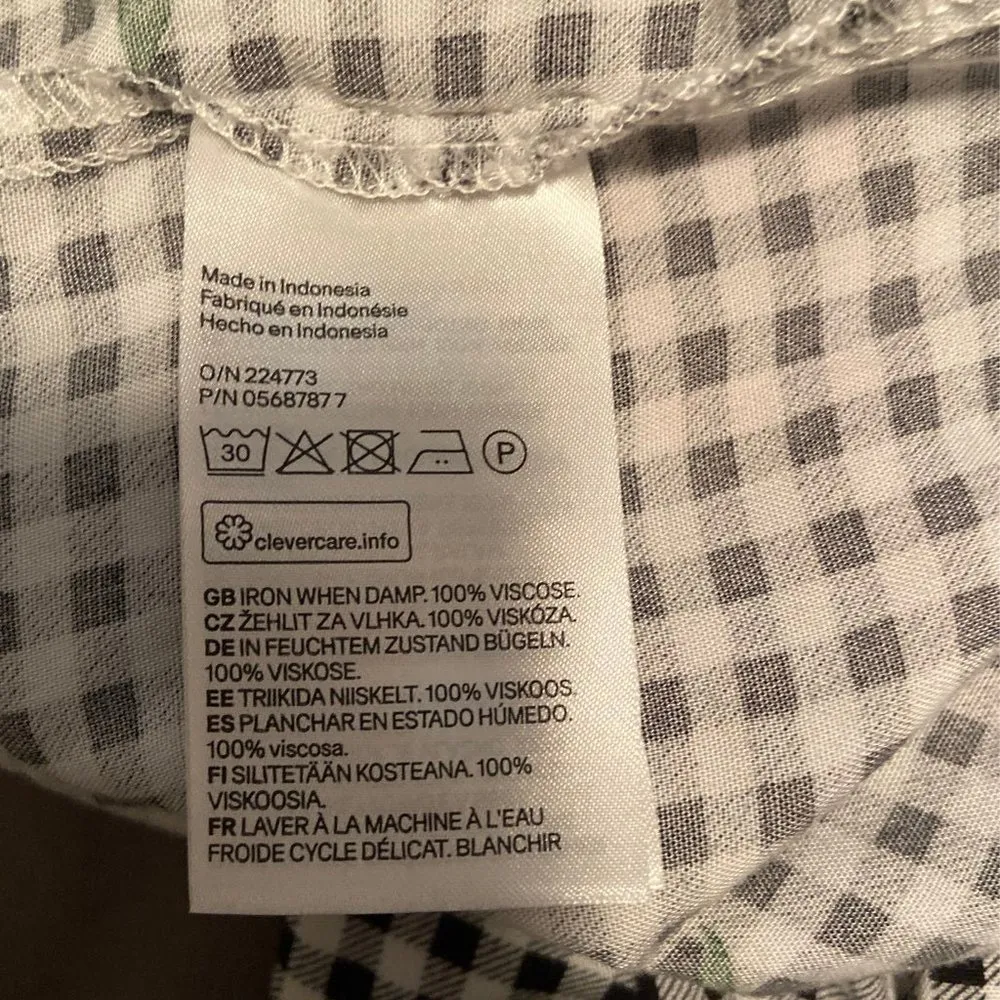 Made in Indonesia
Fabriqué en Indonésie
Hecho en Indonesia
O/N 224773
P/N 0568787 7
30 P
clevercare.info
GB IRON WHEN DAMP. 100% VISCOSE.
CZ ŽEHLIT ZA VLHKA. 100% VISKÓZA.
DE IN FEUCHTEM ZUSTAND BÜGELN.
100% VISKOSE.
EE TRIIKIDA NIISKELT. 100% VISKOOS.
ES PLANCHAR EN ESTADO HÚMEDO.
100% viscosa.
FI SILITETÄÄN KOSTEANA. 100%
VISKOOSIA.
FR LAVER À LA MACHINE À L'EAU
FROIDE CYCLE DÉLICAT. BLANCHIR